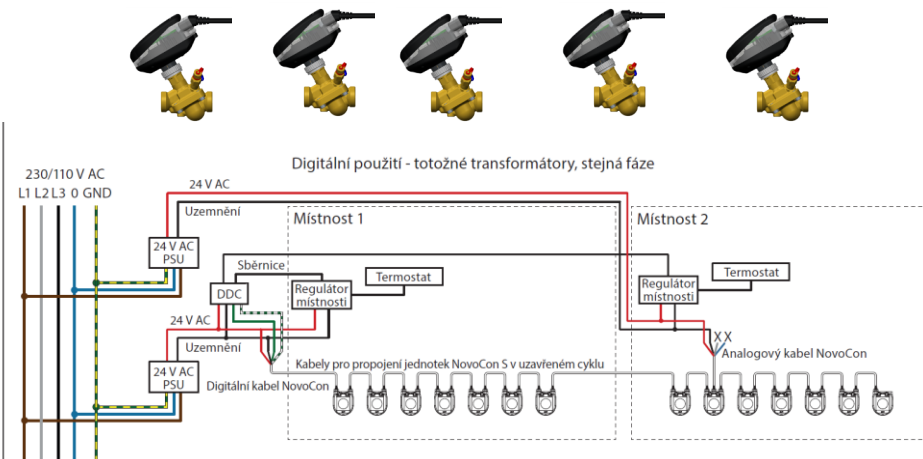 Digitální použití - totožné transformátory, stejná fáze
230/110 V AC
L1 L2 L3 0 GND
24 V AC
Uzemnění
Místnost 1
Místnost 2
24 V AC
PSU
Sběrnice
DDC
Regulátor
místnosti
Termostat
Regulátor
místnosti
Termostat
24 V AC
Uzemnění
X X
Analogový kabel NovoCon
Kabely pro propojení jednotek NovoCon S v uzavřeném cyklu
24 V AC
PSU
Digitální kabel NovoCon